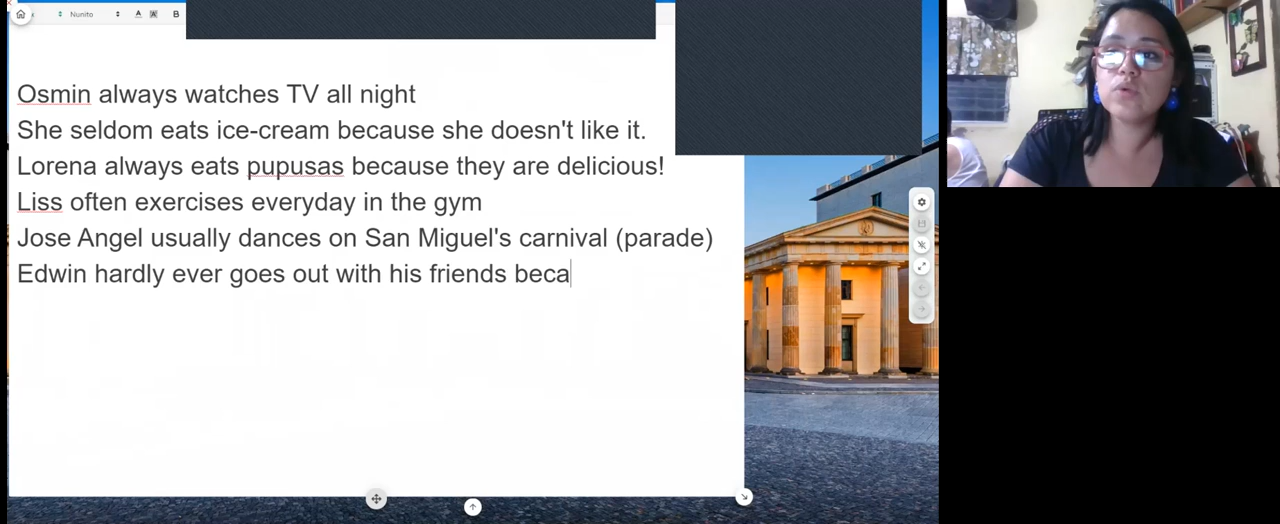 Nunito
A
A
B
Osmin always watches TV all night
She seldom eats ice-cream because she doesn't like it.
Lorena always eats pupusas because they are delicious!
Liss often exercises everyday in the gym
Jose Angel usually dances on San Miguel's carnival (parade)
Edwin hardly ever goes out with his friends beca